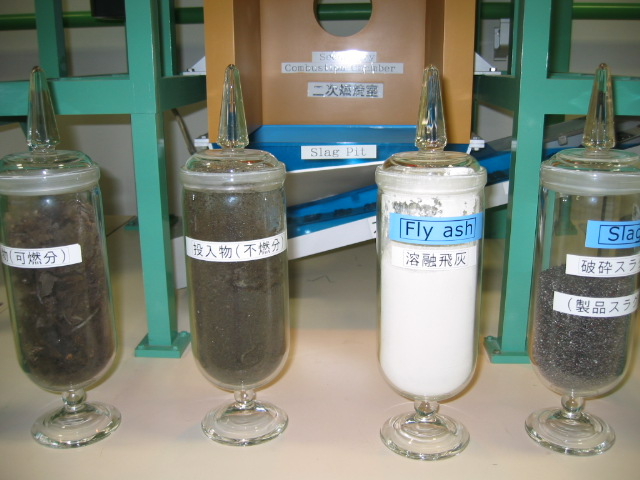 Combustion Chamber
二次燃焼室
Slag Pit
物(可燃分)
投入物(不燃分)
Fly ash
溶融飛灰
Slag
破砕スラ
(製品スラ